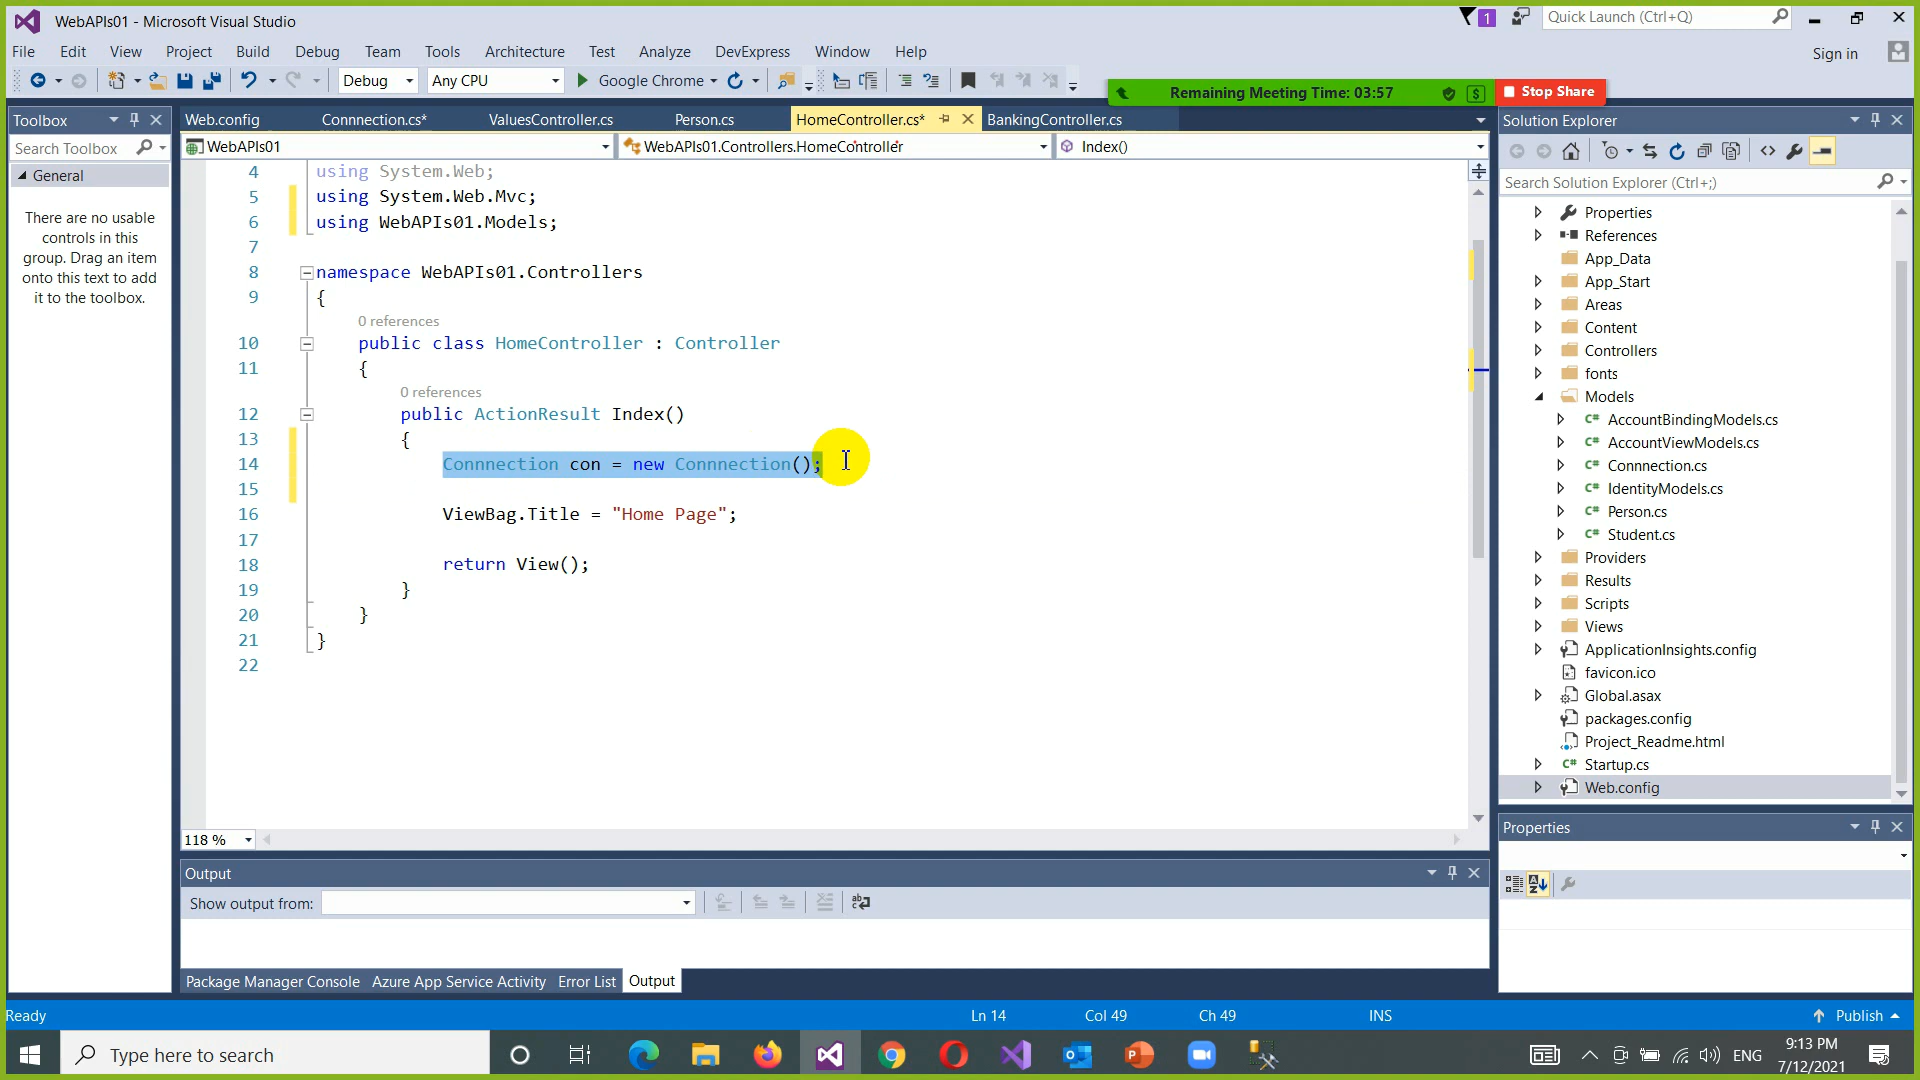 WebAPIs01 - Microsoft Visual Studio
1
Quick Launch (Ctrl+Q)
File Edit View Project Build Debug Team Tools Architecture Test Analyze DevExpress Window Help
Sign in
Debug Any CPU Google Chrome
Remaining Meeting Time: 03:57
$
Stop Share
Toolbox
Search Toolbox
General
There are no usable
controls in this
group. Drag an item
onto this text to add
it to the toolbox.
Web.config Connnection.cs* ValuesController.cs Person.cs HomeController.cs* BankingController.cs
WebAPIs01 WebAPIs01.Controllers.HomeController Index()
4 using System.Web;
5 using System.Web.Mvc;
6 using WebAPIs01.Models;
7
8 namespace WebAPIs01.Controllers
9 {
0 references
10 public class HomeController : Controller
11 {
0 references
12 public ActionResult Index()
13 {
14 Connnection con = new Connnection();
15
16 ViewBag.Title = "Home Page";
17
18 return View();
19 }
20 }
21 }
22
118 %
Output
Show output from:
Package Manager Console Azure App Service Activity Error List Output
Solution Explorer
Search Solution Explorer (Ctrl+;)
Properties
References
App_Data
App_Start
Areas
Content
Controllers
fonts
Models
C# AccountBindingModels.cs
C# AccountViewModels.cs
C# Connnection.cs
C# IdentityModels.cs
C# Person.cs
C# Student.cs
Providers
Results
Scripts
Views
ApplicationInsights.config
favicon.ico
Global.asax
packages.config
Project_Readme.html
C# Startup.cs
Web.config
Properties
Ready Ln 14 Col 49 Ch 49 INS Publish
Type here to search
ENG
9:13 PM
7/12/2021